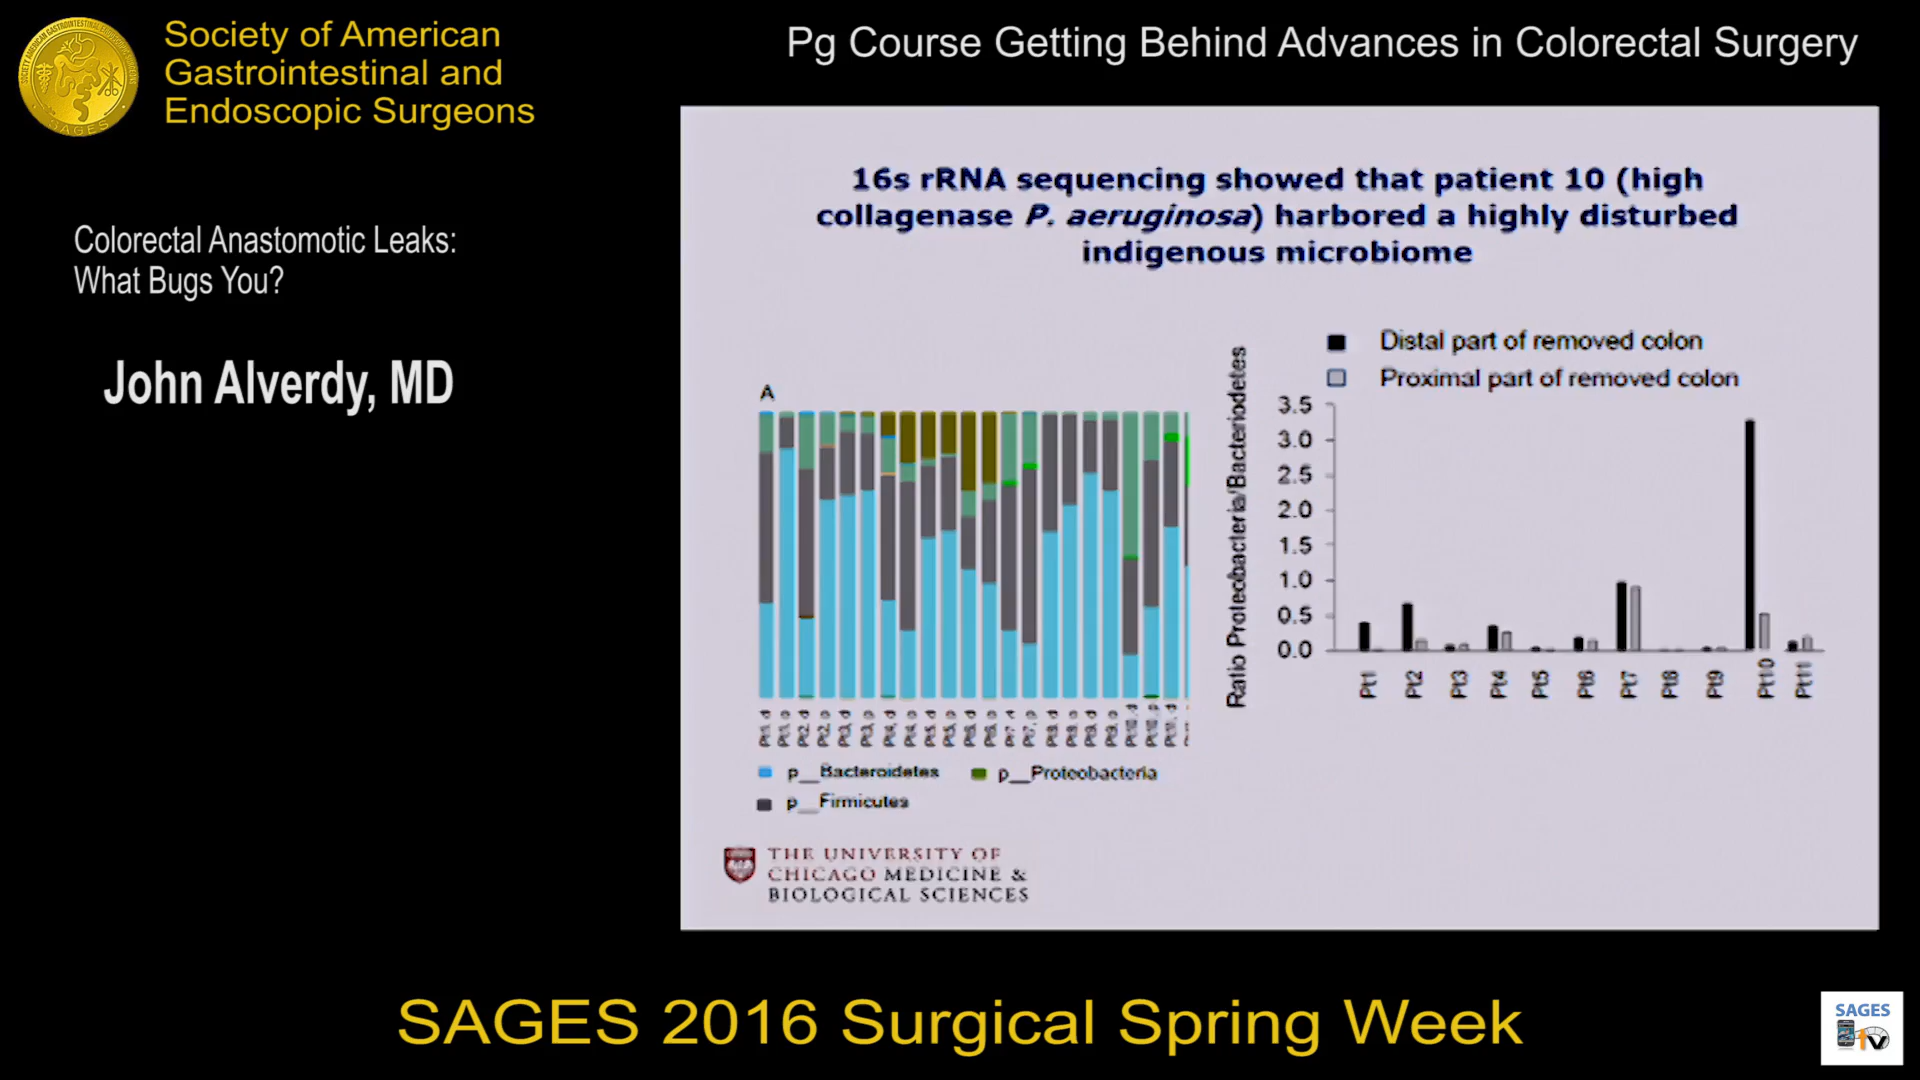 Society of American
Gastrointestinal and
Endoscopic Surgeons
Pg Course Getting Behind Advances in Colorectal Surgery
Colorectal Anastomotic Leaks:
What Bugs You?
John Alverdy, MD
16s rRNA sequencing showed that patient 10 (high
collagenase P. aeruginosa) harbored a highly disturbed
indigenous microbiome
A
p__Bacteroidetes
p__Proteobacteria
p__Firmicutes
Distal part of removed colon
Proximal part of removed colon
Ratio Proteobacteria/Bacteriodetes
3.5
3.0
2.5
2.0
1.5
1.0
0.5
0.0
Pt1
Pt2
Pt3
Pt4
Pt5
Pt6
Pt7
Pt8
Pt9
Pt10
Pt11
THE UNIVERSITY OF
CHICAGO MEDICINE &
BIOLOGICAL SCIENCES
SAGES 2016 Surgical Spring Week
SAGES
tv